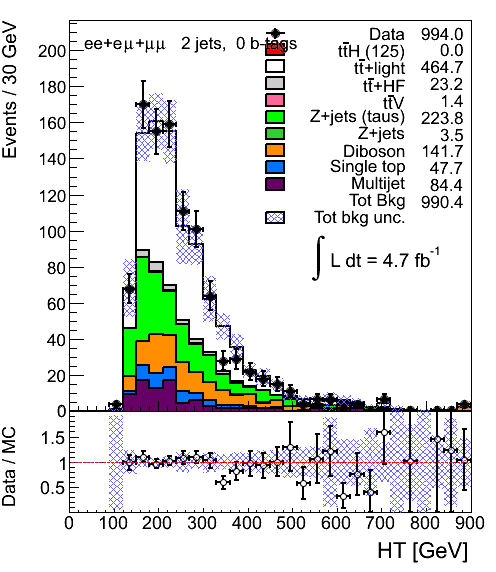 ee+eμ+μμ 2 jets, 0 b-tags
Data 994.0
tt̄H (125) 0.0
tt̄+light 464.7
tt̄+HF 23.2
tt̄V 1.4
Z+jets (taus) 223.8
Z+jets 3.5
Diboson 141.7
Single top 47.7
Multijet 84.4
Tot Bkg 990.4
Tot bkg unc.
∫ L dt = 4.7 fb⁻¹
Events / 30 GeV
200
180
160
140
120
100
80
60
40
20
0
Data / MC
1.5
1
0.5
0 100 200 300 400 500 600 700 800 900
HT [GeV]